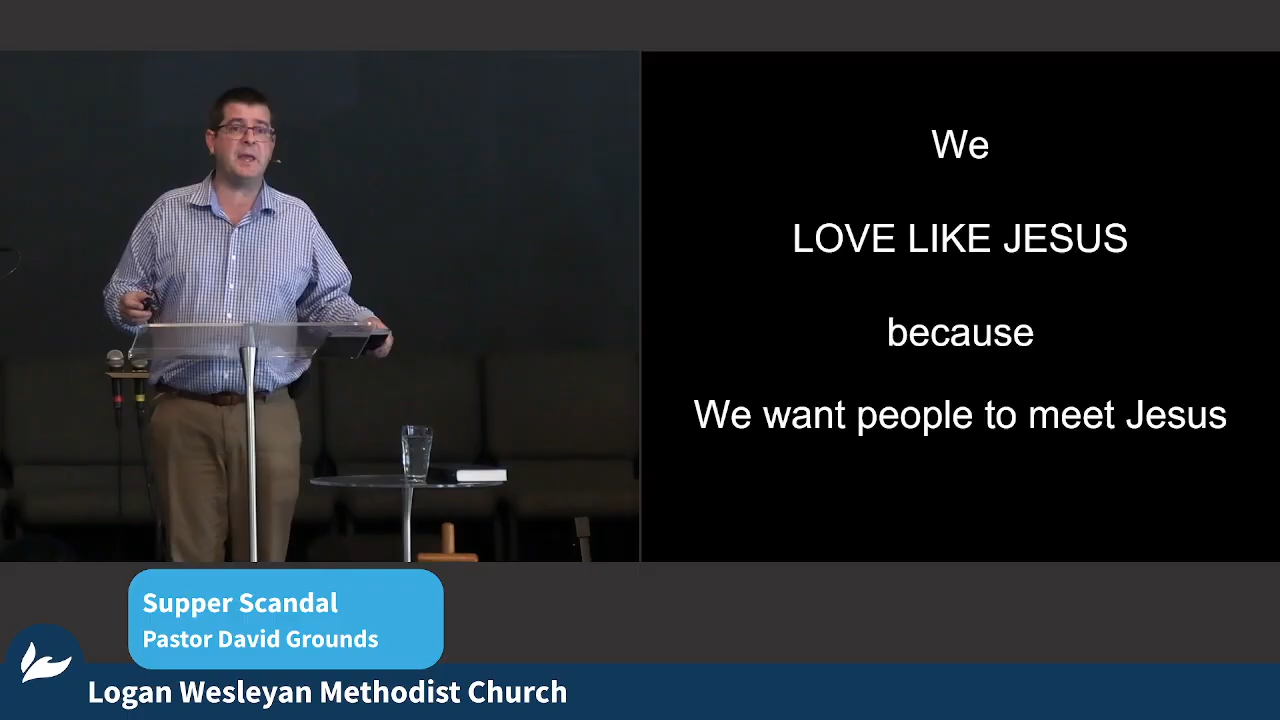 We
LOVE LIKE JESUS
because
We want people to meet Jesus
Supper Scandal
Pastor David Grounds
Logan Wesleyan Methodist Church